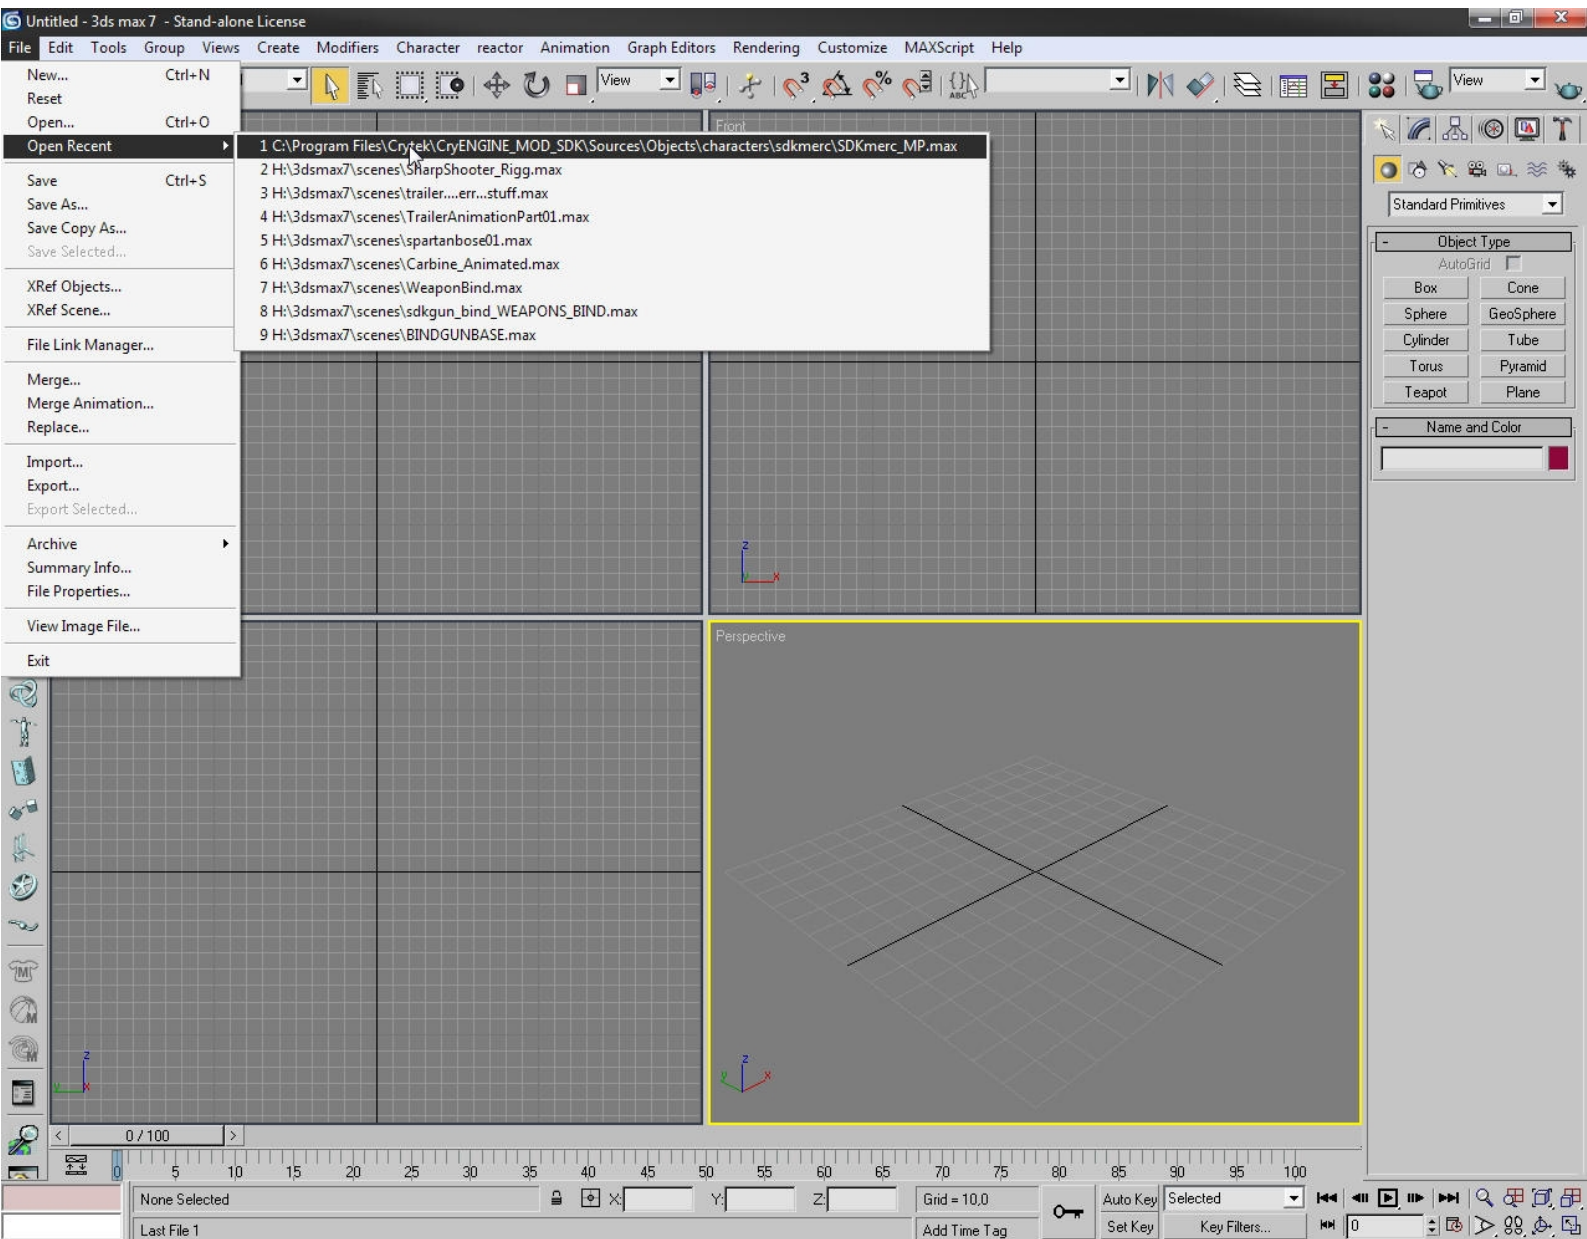 Untitled - 3ds max 7 - Stand-alone License
File Edit Tools Group Views Create Modifiers Character reactor Animation Graph Editors Rendering Customize MAXScript Help
New... Ctrl+N
Reset
Open... Ctrl+O
Open Recent
Save Ctrl+S
Save As...
Save Copy As...
Save Selected...
XRef Objects...
XRef Scene...
File Link Manager...
Merge...
Merge Animation...
Replace...
Import...
Export...
Export Selected...
Archive
Summary Info...
File Properties...
View Image File...
Exit
1 C:\Program Files\Crytek\CryENGINE_MOD_SDK\Sources\Objects\characters\sdkmerc\SDKmerc_MP.max
2 H:\3dsmax7\scenes\SharpShooter_Rigg.max
3 H:\3dsmax7\scenes\trailer....err...stuff.max
4 H:\3dsmax7\scenes\TrailerAnimationPart01.max
5 H:\3dsmax7\scenes\spartanbose01.max
6 H:\3dsmax7\scenes\Carbine_Animated.max
7 H:\3dsmax7\scenes\WeaponBind.max
8 H:\3dsmax7\scenes\sdkgun_bind_WEAPONS_BIND.max
9 H:\3dsmax7\scenes\BINDGUNBASE.max
View
3
%
ABC
View
Front
z
y x
Perspective
z
y x
z
y x
Standard Primitives
- Object Type
AutoGrid
Box Cone
Sphere GeoSphere
Cylinder Tube
Torus Pyramid
Teapot Plane
- Name and Color
M
M
M
< 0 / 100 >
0 5 10 15 20 25 30 35 40 45 50 55 60 65 70 75 80 85 90 95 100
None Selected X: Y: Z: Grid = 10,0 Auto Key Selected
Last File 1 Add Time Tag Set Key Key Filters... 0